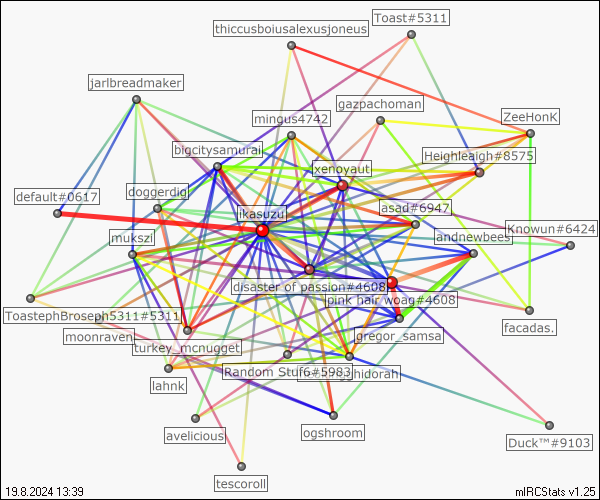 Toast#5311
thiccusboiusalexusjoneus
jarlbreadmaker
gazpachoman
mingus4742
ZeeHonK
bigcitysamurai
Heighleaigh#8575
xenoyaut
doggerdig
default#0617
asad#6947
ikasuzu
Knowun#6424
mukszi
andnewbees
disaster of passion#4608
pink hair woag#4608
ToastephBroseph5311#5311
facadas.
moonraven
gregor_samsa
turkey_mcnugget
Random Stuf6#5983
hidorah
lahnk
avelicious
ogshroom
Duck™#9103
tescoroll
19.8.2024 13:39
mIRCStats v1.25